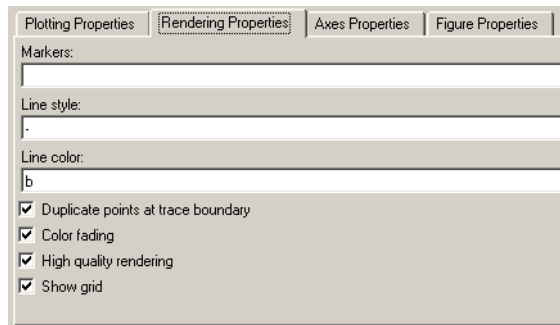 Plotting Properties Rendering Properties Axes Properties Figure Properties
Markers:
Line style:
-
Line color:
b
Duplicate points at trace boundary
Color fading
High quality rendering
Show grid